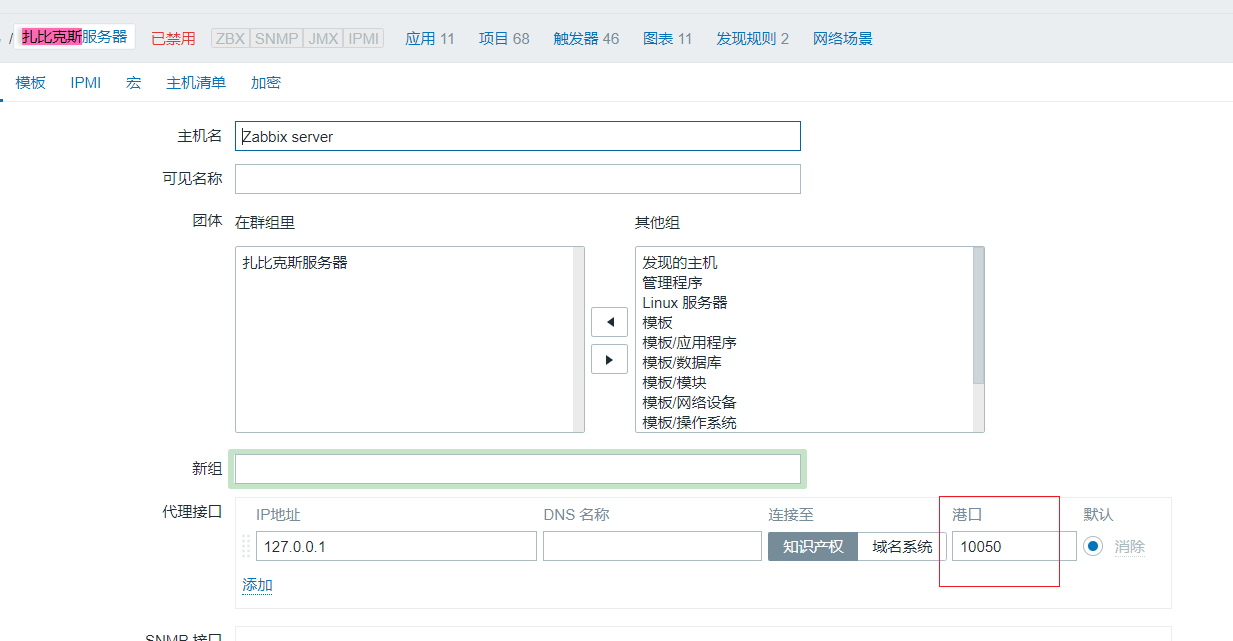 / 扎比克斯服务器 已禁用 ZBX SNMP JMX IPMI 应用 11 项目 68 触发器 46 图表 11 发现规则 2 网络场景
模板 IPMI 宏 主机清单 加密
主机名 Zabbix server
可见名称
团体 在群组里 其他组
扎比克斯服务器 发现的主机
管理程序
Linux 服务器
模板
模板/应用程序
模板/数据库
模板/模块
模板/网络设备
模板/操作系统
新组
代理接口 IP地址 DNS 名称 连接至 港口 默认
127.0.0.1 知识产权 域名系统 10050 消除
添加
SNMP 接口